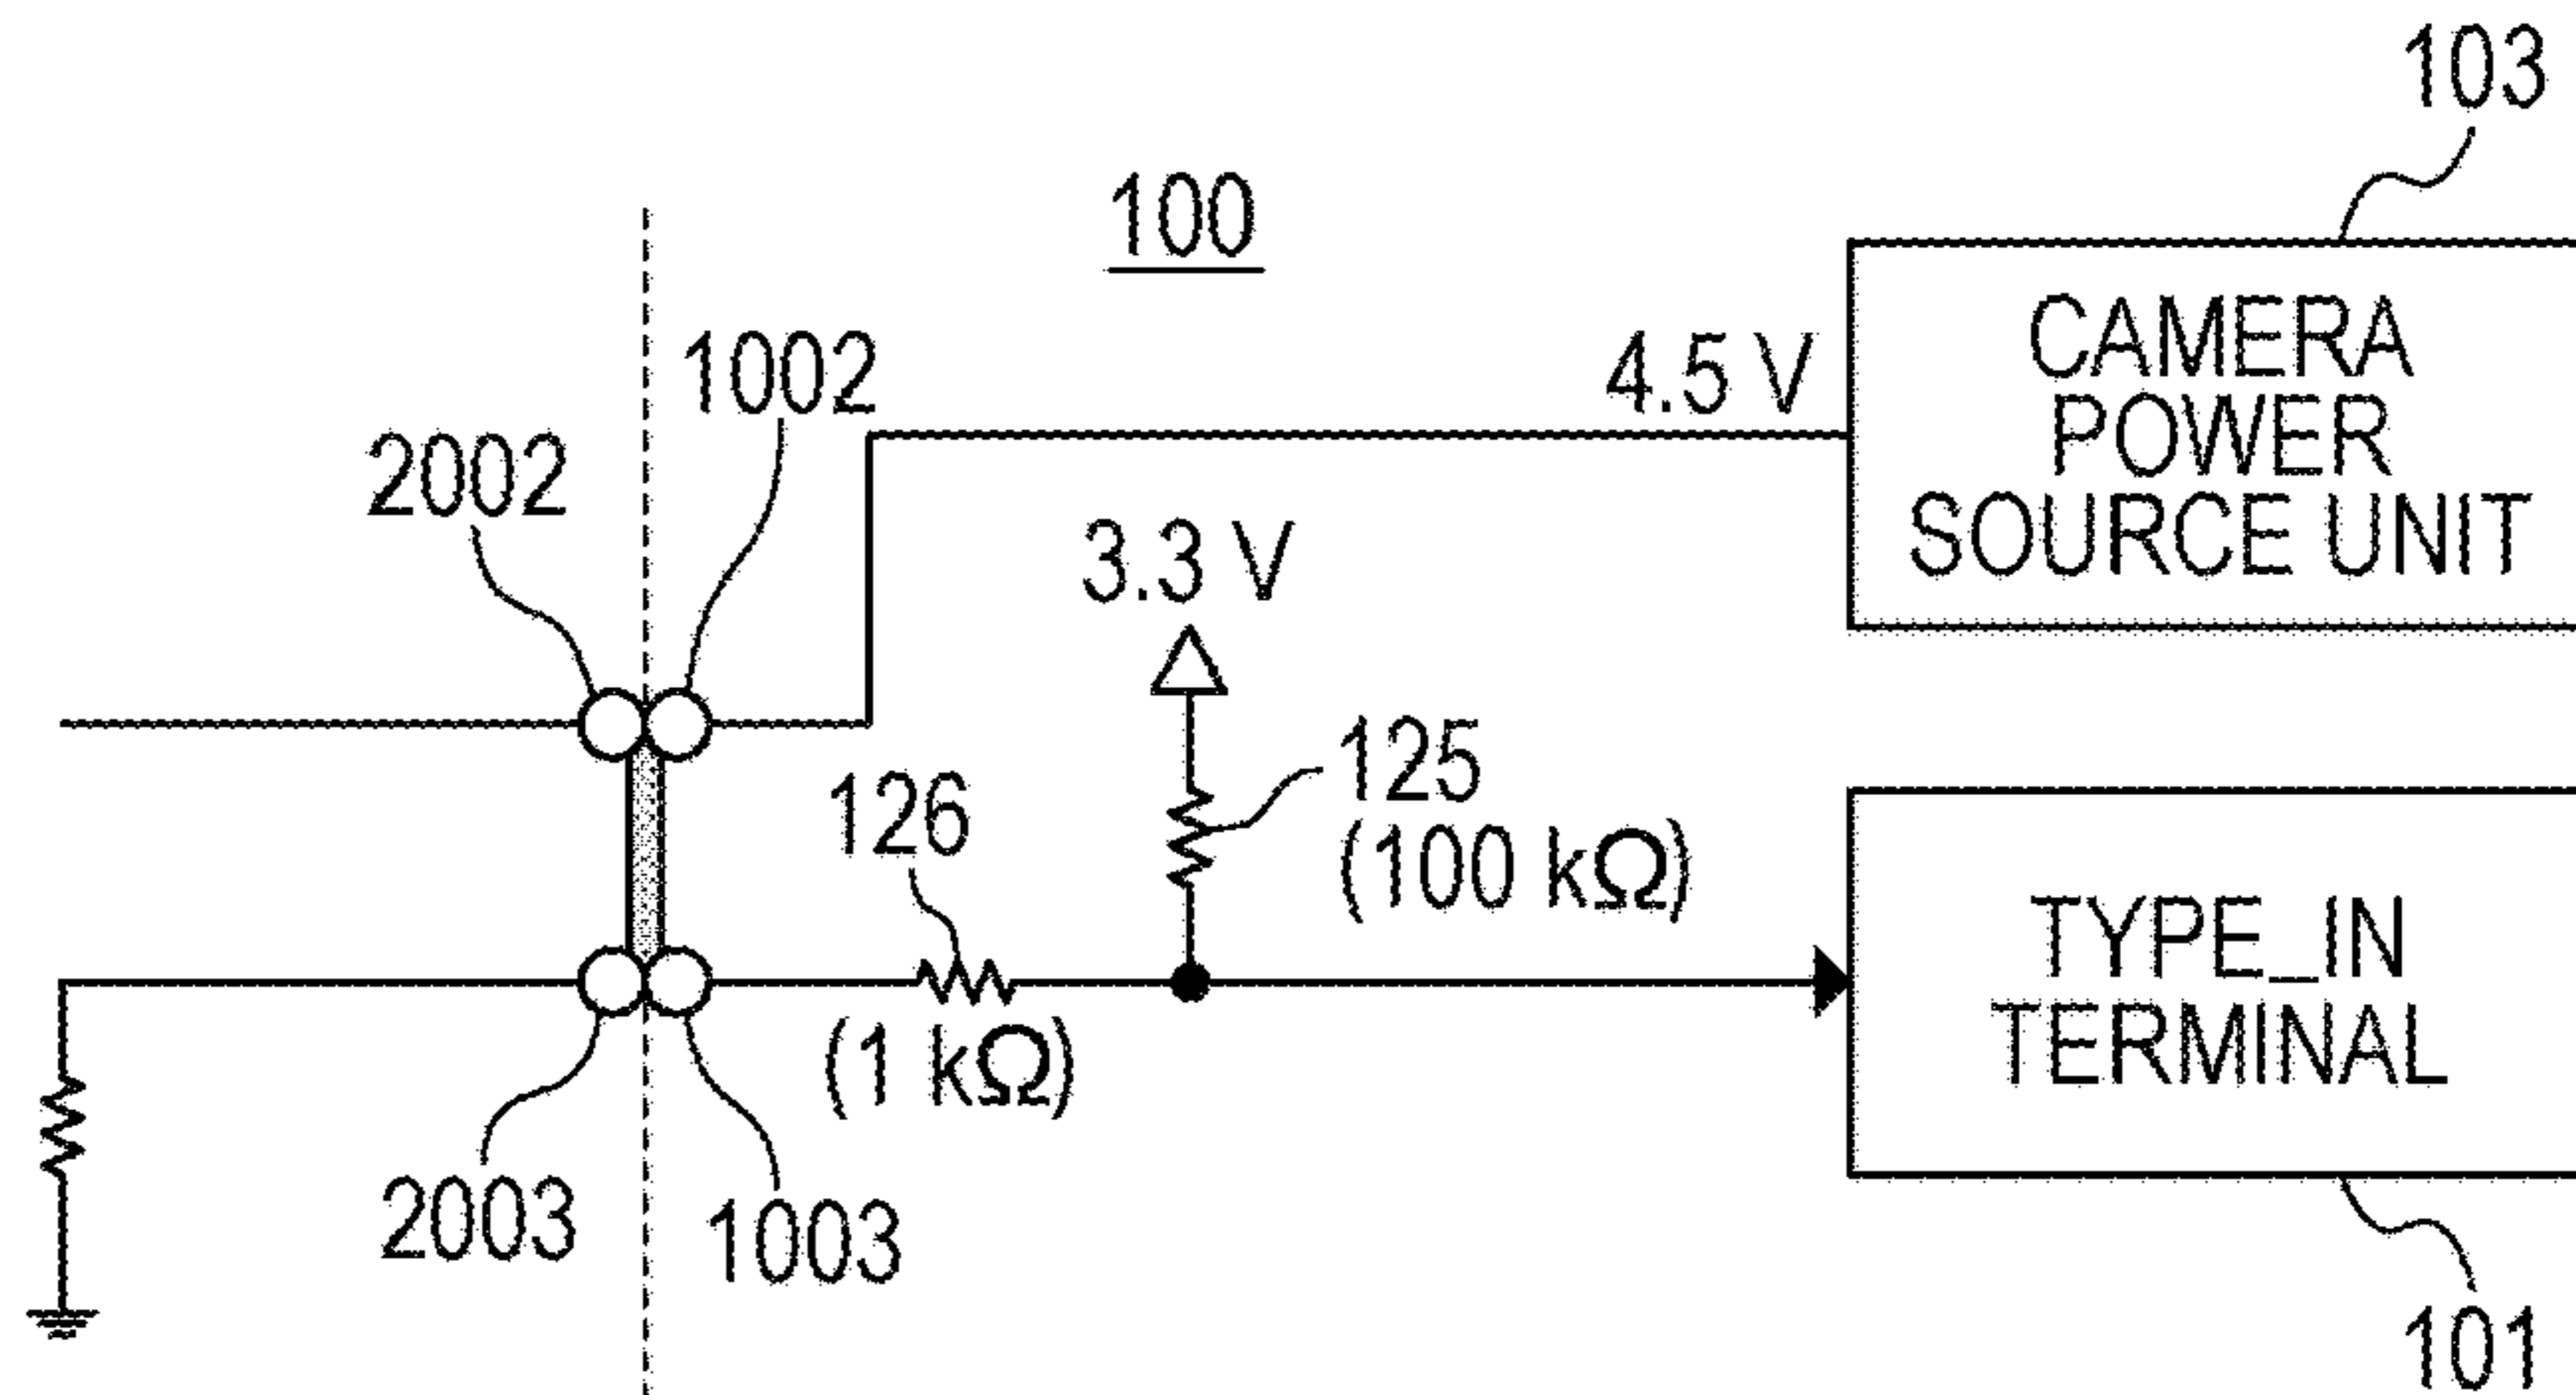 103
100
1002
4.5 V
CAMERA
POWER
SOURCE UNIT
2002
3.3 V
125
(100 kΩ)
126
(1 kΩ)
TYPE_IN
TERMINAL
2003
1003
101